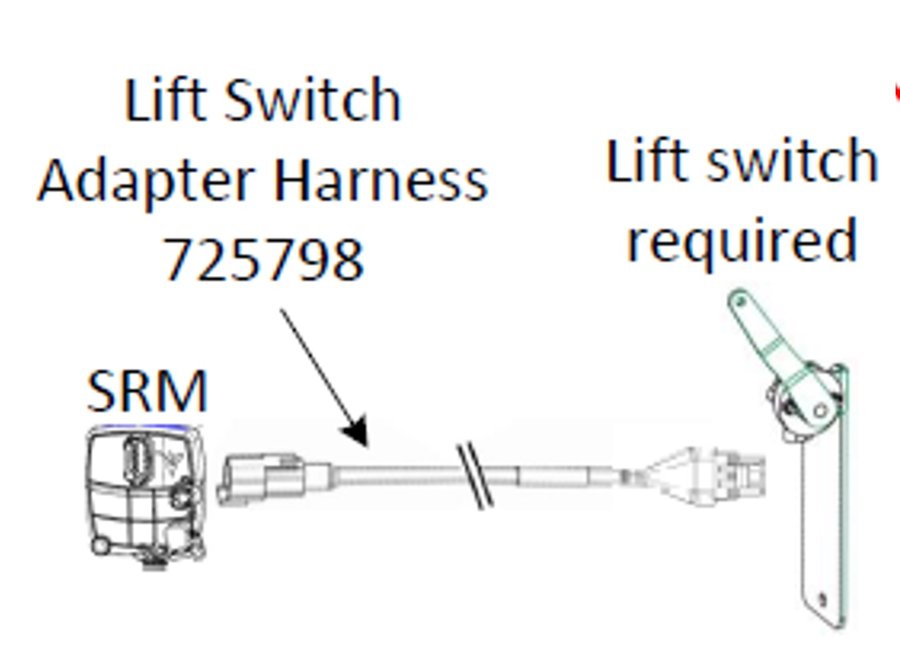 Lift Switch
Adapter Harness
725798
Lift switch
required
SRM